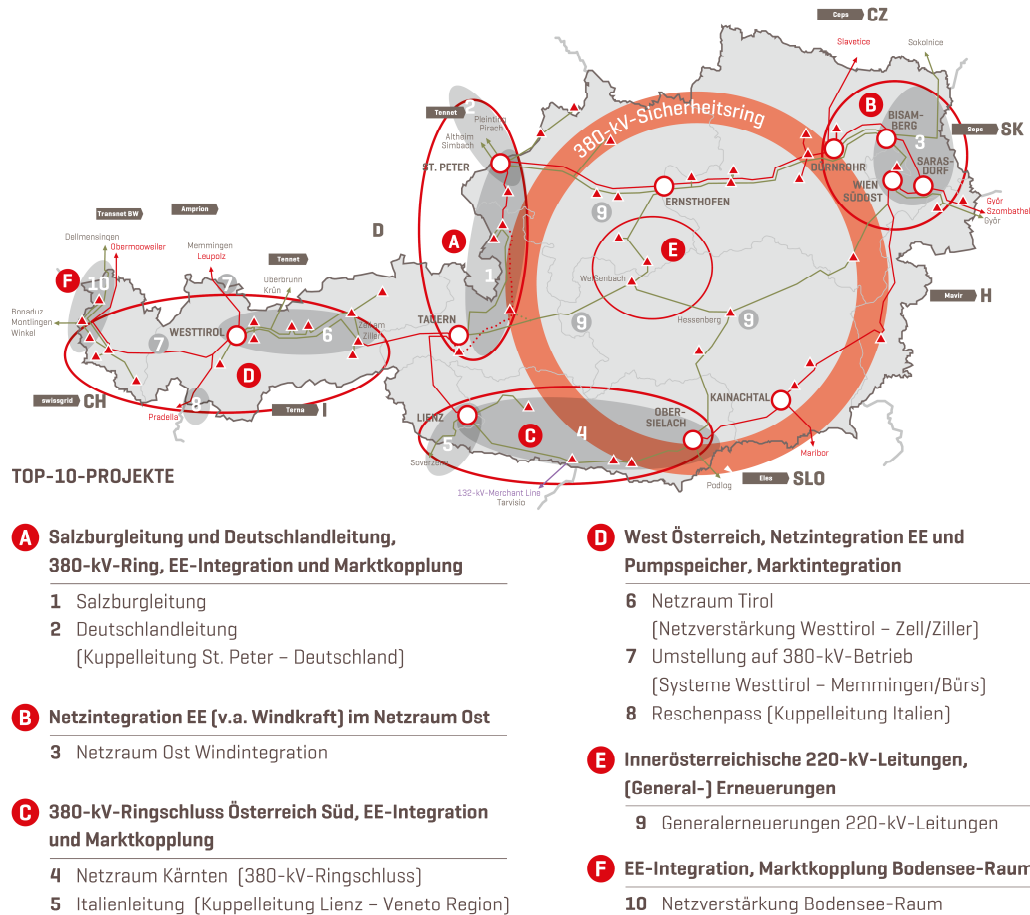 Ceps CZ
Slavetice
Sokolnice
380-kV-Sicherheitsring
B
BISAM-
BERG
Tennet
2
Pleinting
Pirach
Altheim
Simbach
Seps SK
3
ST. PETER
DÜRNROHR
SARAS-
DORF
WIEN
SÜDOST
ERNSTHOFEN
9
Györ
Szombathely
Györ
Transnet BW
Amprion
D
A
E
Dellmensingen
Obermooweiler
Memmingen
Leupolz
Tennet
F
10
7
Oberbrunn
Krün
1
Weißenbach
Mavir H
Bonaduz
Montlingen
Winkel
WESTTIROL
6
Zell am
Ziller
TAUERN
9
Hessenberg
9
7
D
swissgrid CH
8
Pradella
Terna I
LIENZ
C
4
OBER-
SIELACH
KAINACHTAL
5
Soverzene
Maribor
132-kV-Merchant Line
Tarvisio
Podlog
Eles SLO
TOP-10-PROJEKTE
A Salzburgleitung und Deutschlandleitung,
380-kV-Ring, EE-Integration und Marktkopplung
1 Salzburgleitung
2 Deutschlandleitung
(Kuppelleitung St. Peter – Deutschland)
B Netzintegration EE (v.a. Windkraft) im Netzraum Ost
3 Netzraum Ost Windintegration
C 380-kV-Ringschluss Österreich Süd, EE-Integration
und Marktkopplung
4 Netzraum Kärnten (380-kV-Ringschluss)
5 Italienleitung (Kuppelleitung Lienz – Veneto Region)
D West Österreich, Netzintegration EE und
Pumpspeicher, Marktintegration
6 Netzraum Tirol
(Netzverstärkung Westtirol – Zell/Ziller)
7 Umstellung auf 380-kV-Betrieb
(Systeme Westtirol – Memmingen/Bürs)
8 Reschenpass (Kuppelleitung Italien)
E Innerösterreichische 220-kV-Leitungen,
(General-) Erneuerungen
9 Generalerneuerungen 220-kV-Leitungen
F EE-Integration, Marktkopplung Bodensee-Raum
10 Netzverstärkung Bodensee-Raum